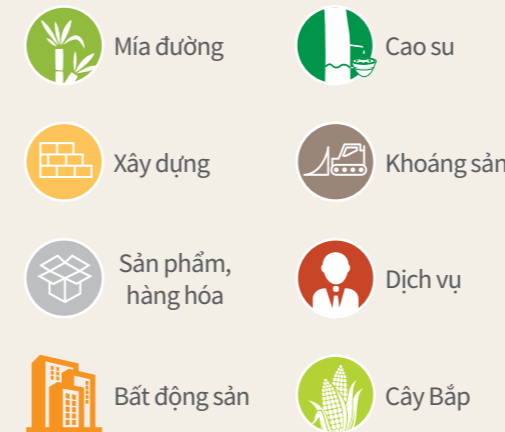 Mía đường
Cao su
Xây dựng
Khoáng sản
Sản phẩm,
hàng hóa
Dịch vụ
Bất động sản
Cây Bắp